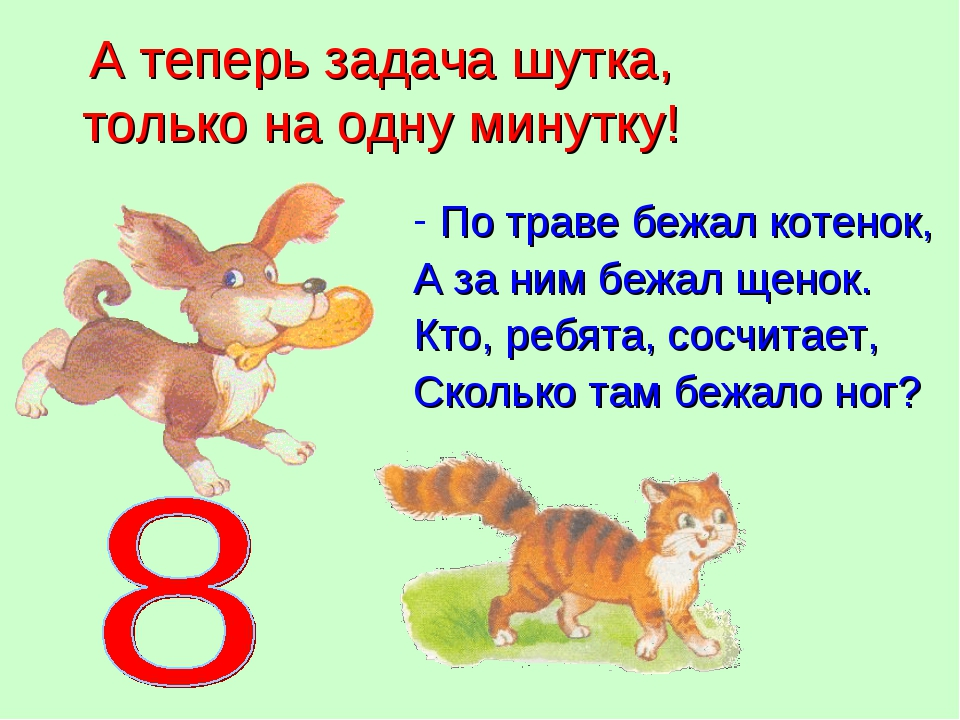 А теперь задача шутка,
только на одну минутку!
- По траве бежал котенок,
А за ним бежал щенок.
Кто, ребята, сосчитает,
Сколько там бежало ног?
8